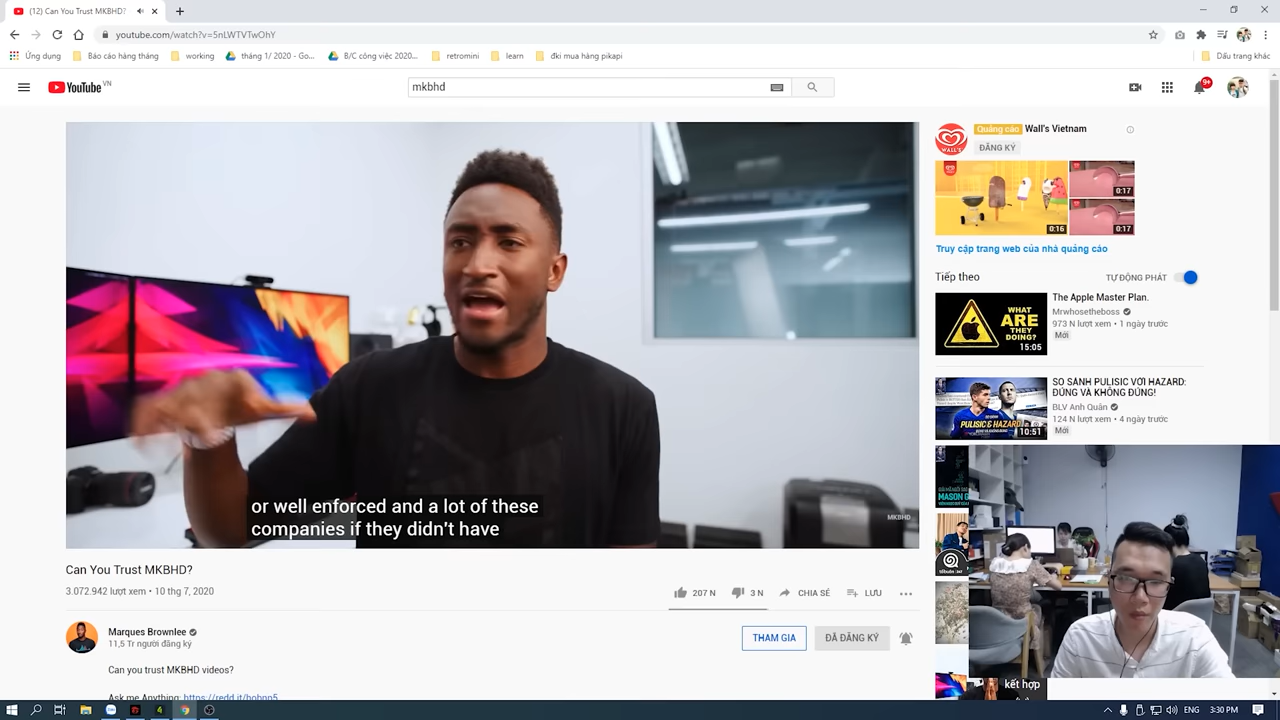 (12) Can You Trust MKBHD?
youtube.com/watch?v=5nLWTVTwOhY
Ứng dụng
Báo cáo hàng tháng
working
tháng 1/ 2020 - Go...
B/C công việc 2020...
retromini
learn
đki mua hàng pikapi
Dấu trang khác
YouTube VN
mkbhd
9+
or well enforced and a lot of these
companies if they didn't have
MKBHD
Can You Trust MKBHD?
3.072.942 lượt xem • 10 thg 7, 2020
207 N
3 N
CHIA SẺ
LƯU
Marques Brownlee
11,5 Tr người đăng ký
THAM GIA
ĐÃ ĐĂNG KÝ
Can you trust MKBHD videos?
Ask me Anything:
Quảng cáo Wall's Vietnam
ĐĂNG KÝ
WALL'S
0:16
0:17
0:17
Truy cập trang web của nhà quảng cáo
Tiếp theo
TỰ ĐỘNG PHÁT
WHAT
ARE
THEY
DOING?
15:05
The Apple Master Plan.
Mrwhosetheboss
973 N lượt xem • 1 ngày trước
Mới
PULISIC & HAZARD
10:51
SO SÁNH PULISIC VỚI HAZARD:
ĐÚNG VÀ KHÔNG ĐÚNG!
BLV Anh Quân
124 N lượt xem • 4 ngày trước
Mới
MASON
kết hợp
ENG
3:30 PM